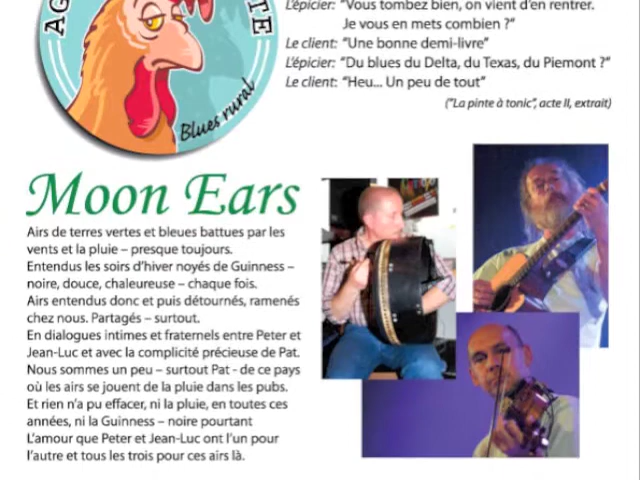 L'épicier: "Vous tombez bien, on vient d'en rentrer.
Je vous en mets combien ?"
Le client: "Une bonne demi-livre"
L'épicier: "Du blues du Delta, du Texas, du Piemont ?"
Le client: "Heu... Un peu de tout"
("La pinte à tonic", acte II, extrait)
Blues rural
Moon Ears
Airs de terres vertes et bleues battues par les
vents et la pluie – presque toujours.
Entendus les soirs d'hiver noyés de Guinness –
noire, douce, chaleureuse – chaque fois.
Airs entendus donc et puis détournés, ramenés
chez nous. Partagés – surtout.
En dialogues intimes et fraternels entre Peter et
Jean-Luc et avec la complicité précieuse de Pat.
Nous sommes un peu – surtout Pat - de ce pays
où les airs se jouent de la pluie dans les pubs.
Et rien n'a pu effacer, ni la pluie, en toutes ces
années, ni la Guinness – noire pourtant
L'amour que Peter et Jean-Luc ont l'un pour
l'autre et tous les trois pour ces airs là.